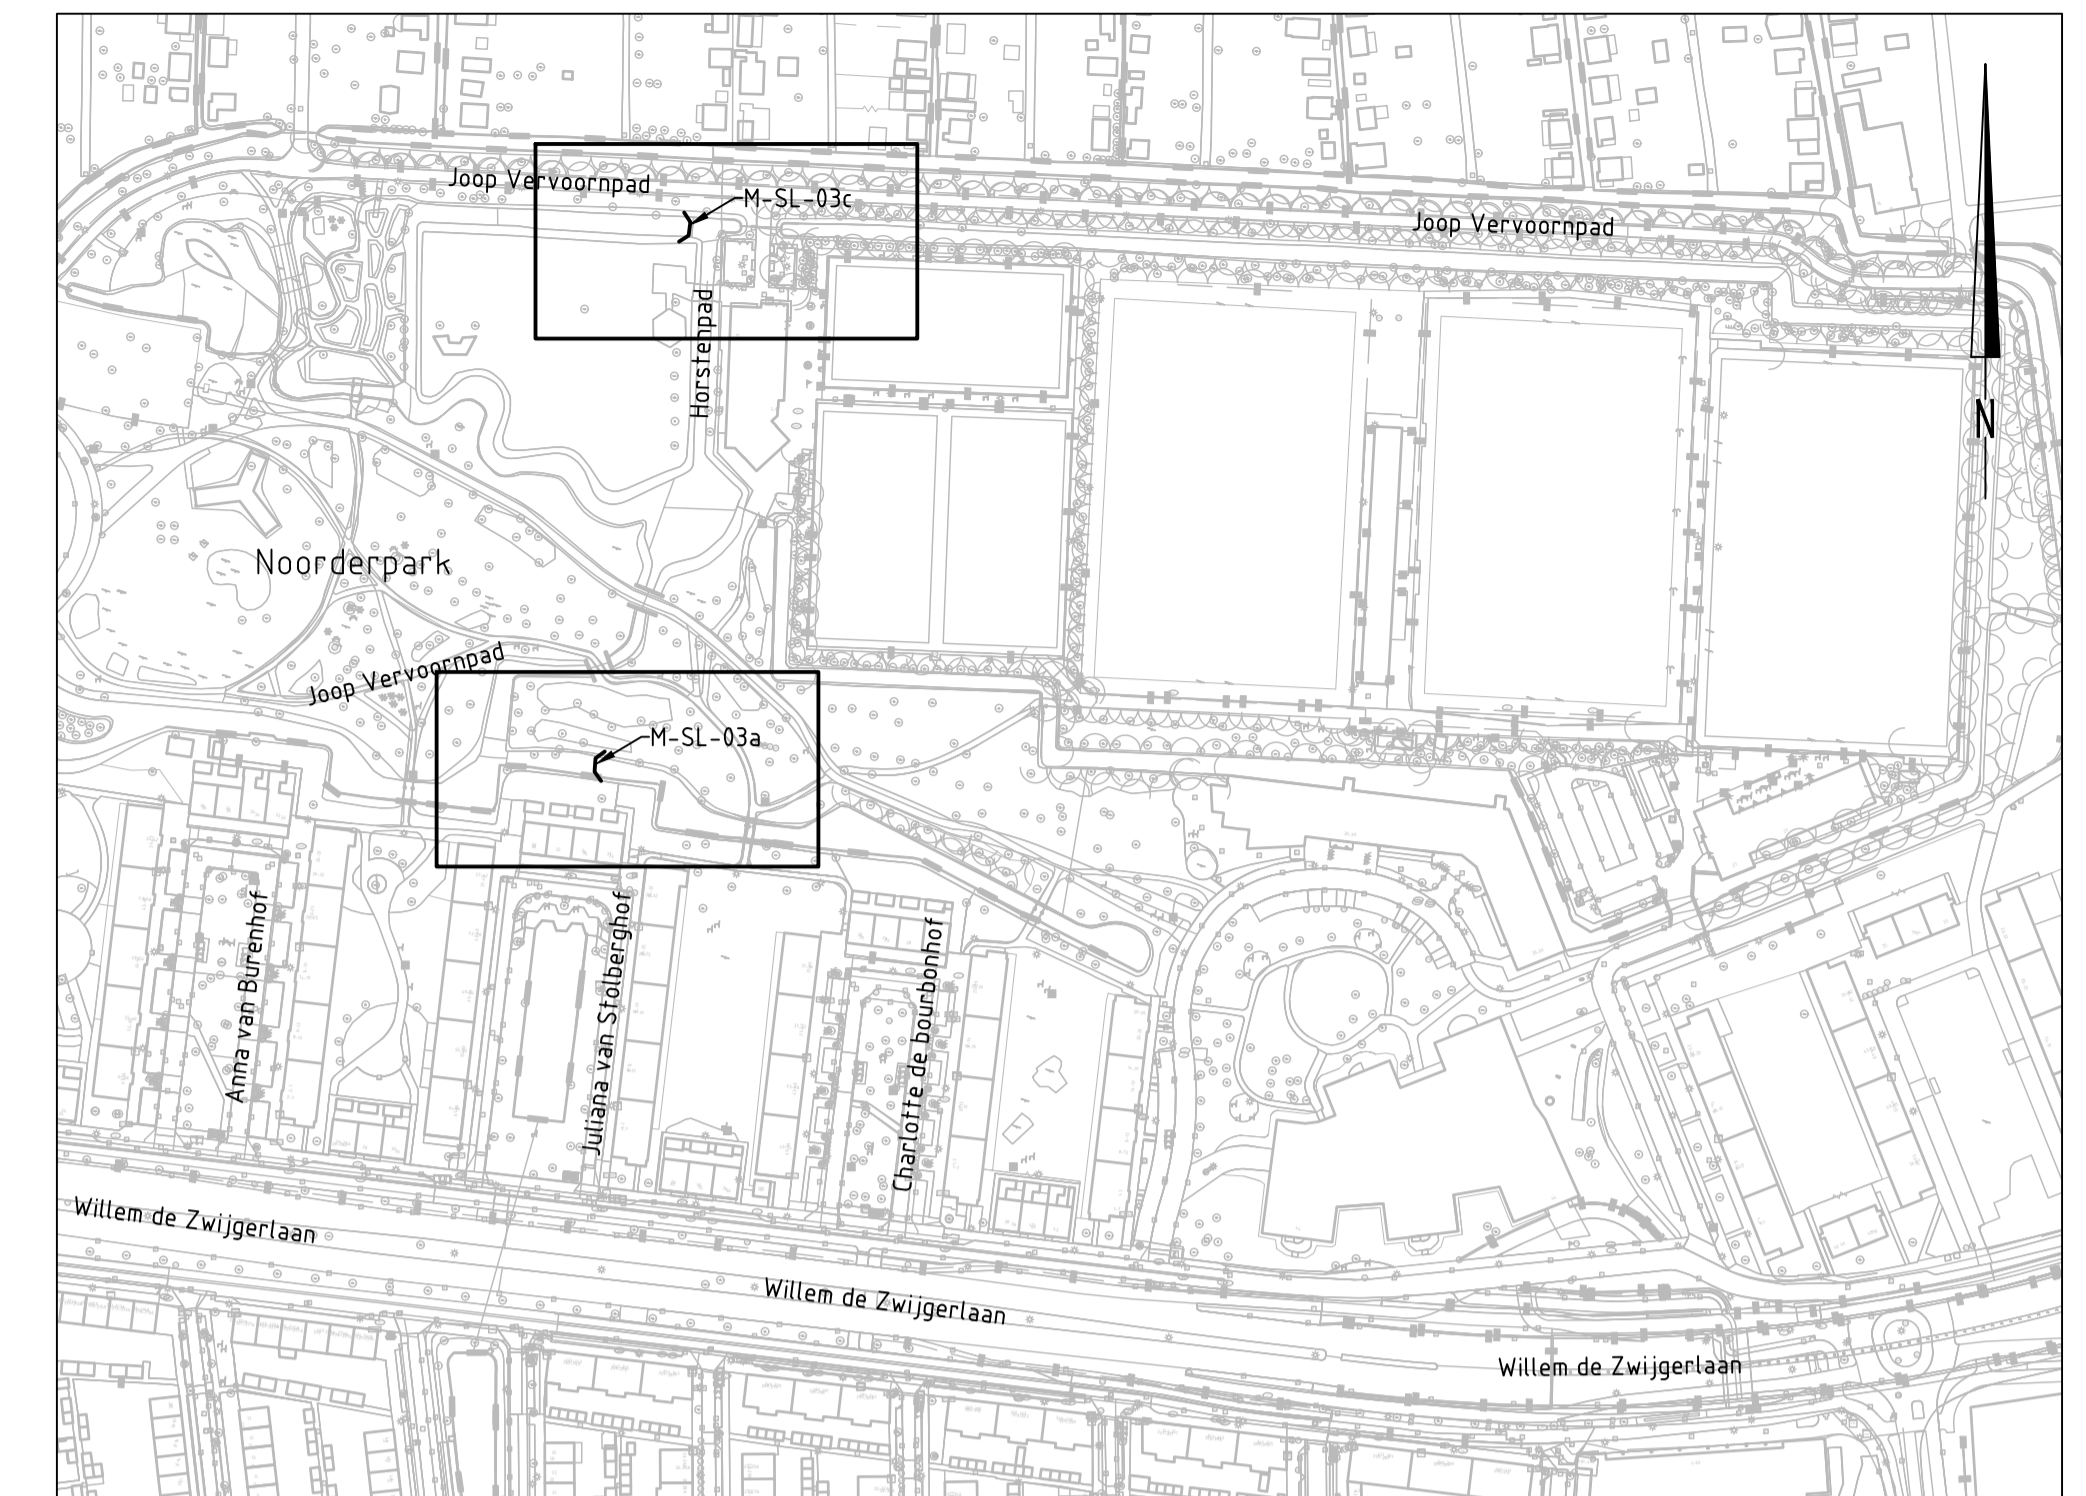 Joop Vervoornpad
M-SL-03c
Joop Vervoornpad
Horstenpad
N
Noorderpark
Joop Vervoornpad
M-SL-03a
Anna van Burenhof
Juliana van Stolberghof
Charlotte de bourbonhof
Willem de Zwijgerlaan
Willem de Zwijgerlaan
Willem de Zwijgerlaan